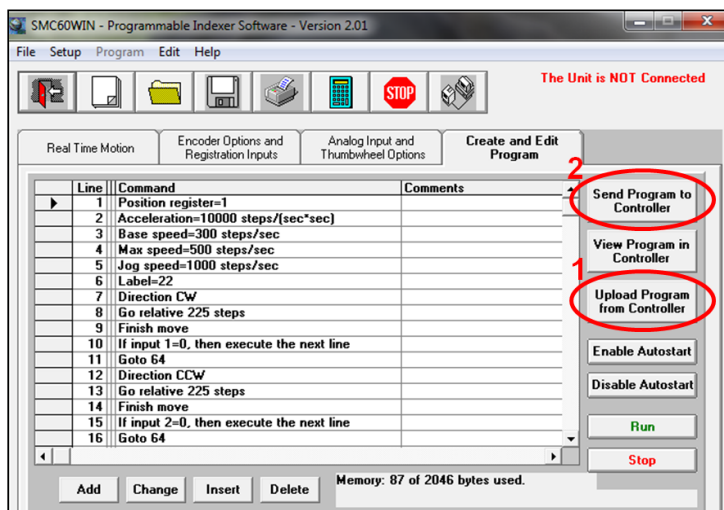 SMC60WIN - Programmable Indexer Software - Version 2.01
File Setup Program Edit Help
STOP
The Unit is NOT Connected
Real Time Motion
Encoder Options and
Registration Inputs
Analog Input and
Thumbwheel Options
Create and Edit
Program
2
Line Command Comments
1 Position register=1
2 Acceleration=10000 steps/(sec*sec)
3 Base speed=300 steps/sec
4 Max speed=500 steps/sec
5 Jog speed=1000 steps/sec
6 Label=22
7 Direction CW
8 Go relative 225 steps
9 Finish move
10 If input 1=0, then execute the next line
11 Goto 64
12 Direction CCW
13 Go relative 225 steps
14 Finish move
15 If input 2=0, then execute the next line
16 Goto 64
Send Program to
Controller
View Program in
Controller
1
Upload Program
from Controller
Enable Autostart
Disable Autostart
Run
Stop
Add Change Insert Delete
Memory: 87 of 2046 bytes used.